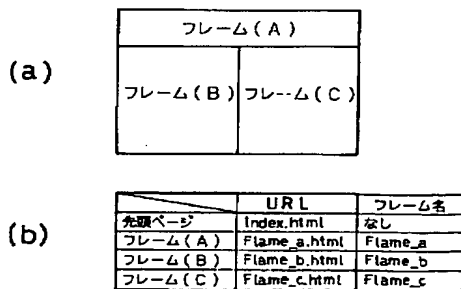 (a)
フレーム(A)
フレーム(B) フレーム(C)
(b)
URL フレーム名
先頭ページ Index.html なし
フレーム(A) Flame_a.html Flame_a
フレーム(B) Flame_b.html Flame_b
フレーム(C) Flame_c.html Flame_c